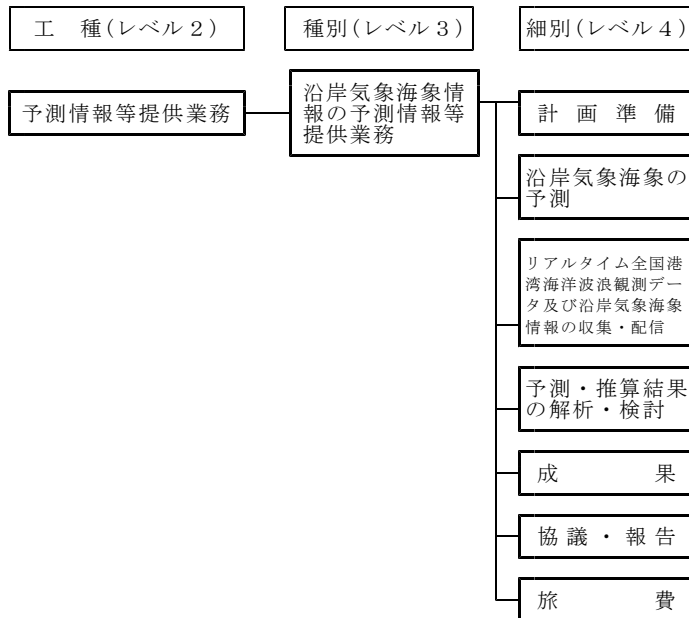 工　種(レベル２)
種別(レベル３)
細別(レベル４)
予測情報等提供業務
沿岸気象海象情
報の予測情報等
提供業務
計画準備
沿岸気象海象の
予測
リアルタイム全国港
湾海洋波浪観測デー
タ及び沿岸気象海象
情報の収集・配信
予測・推算結果
の解析・検討
成　果
協議・報告
旅　費